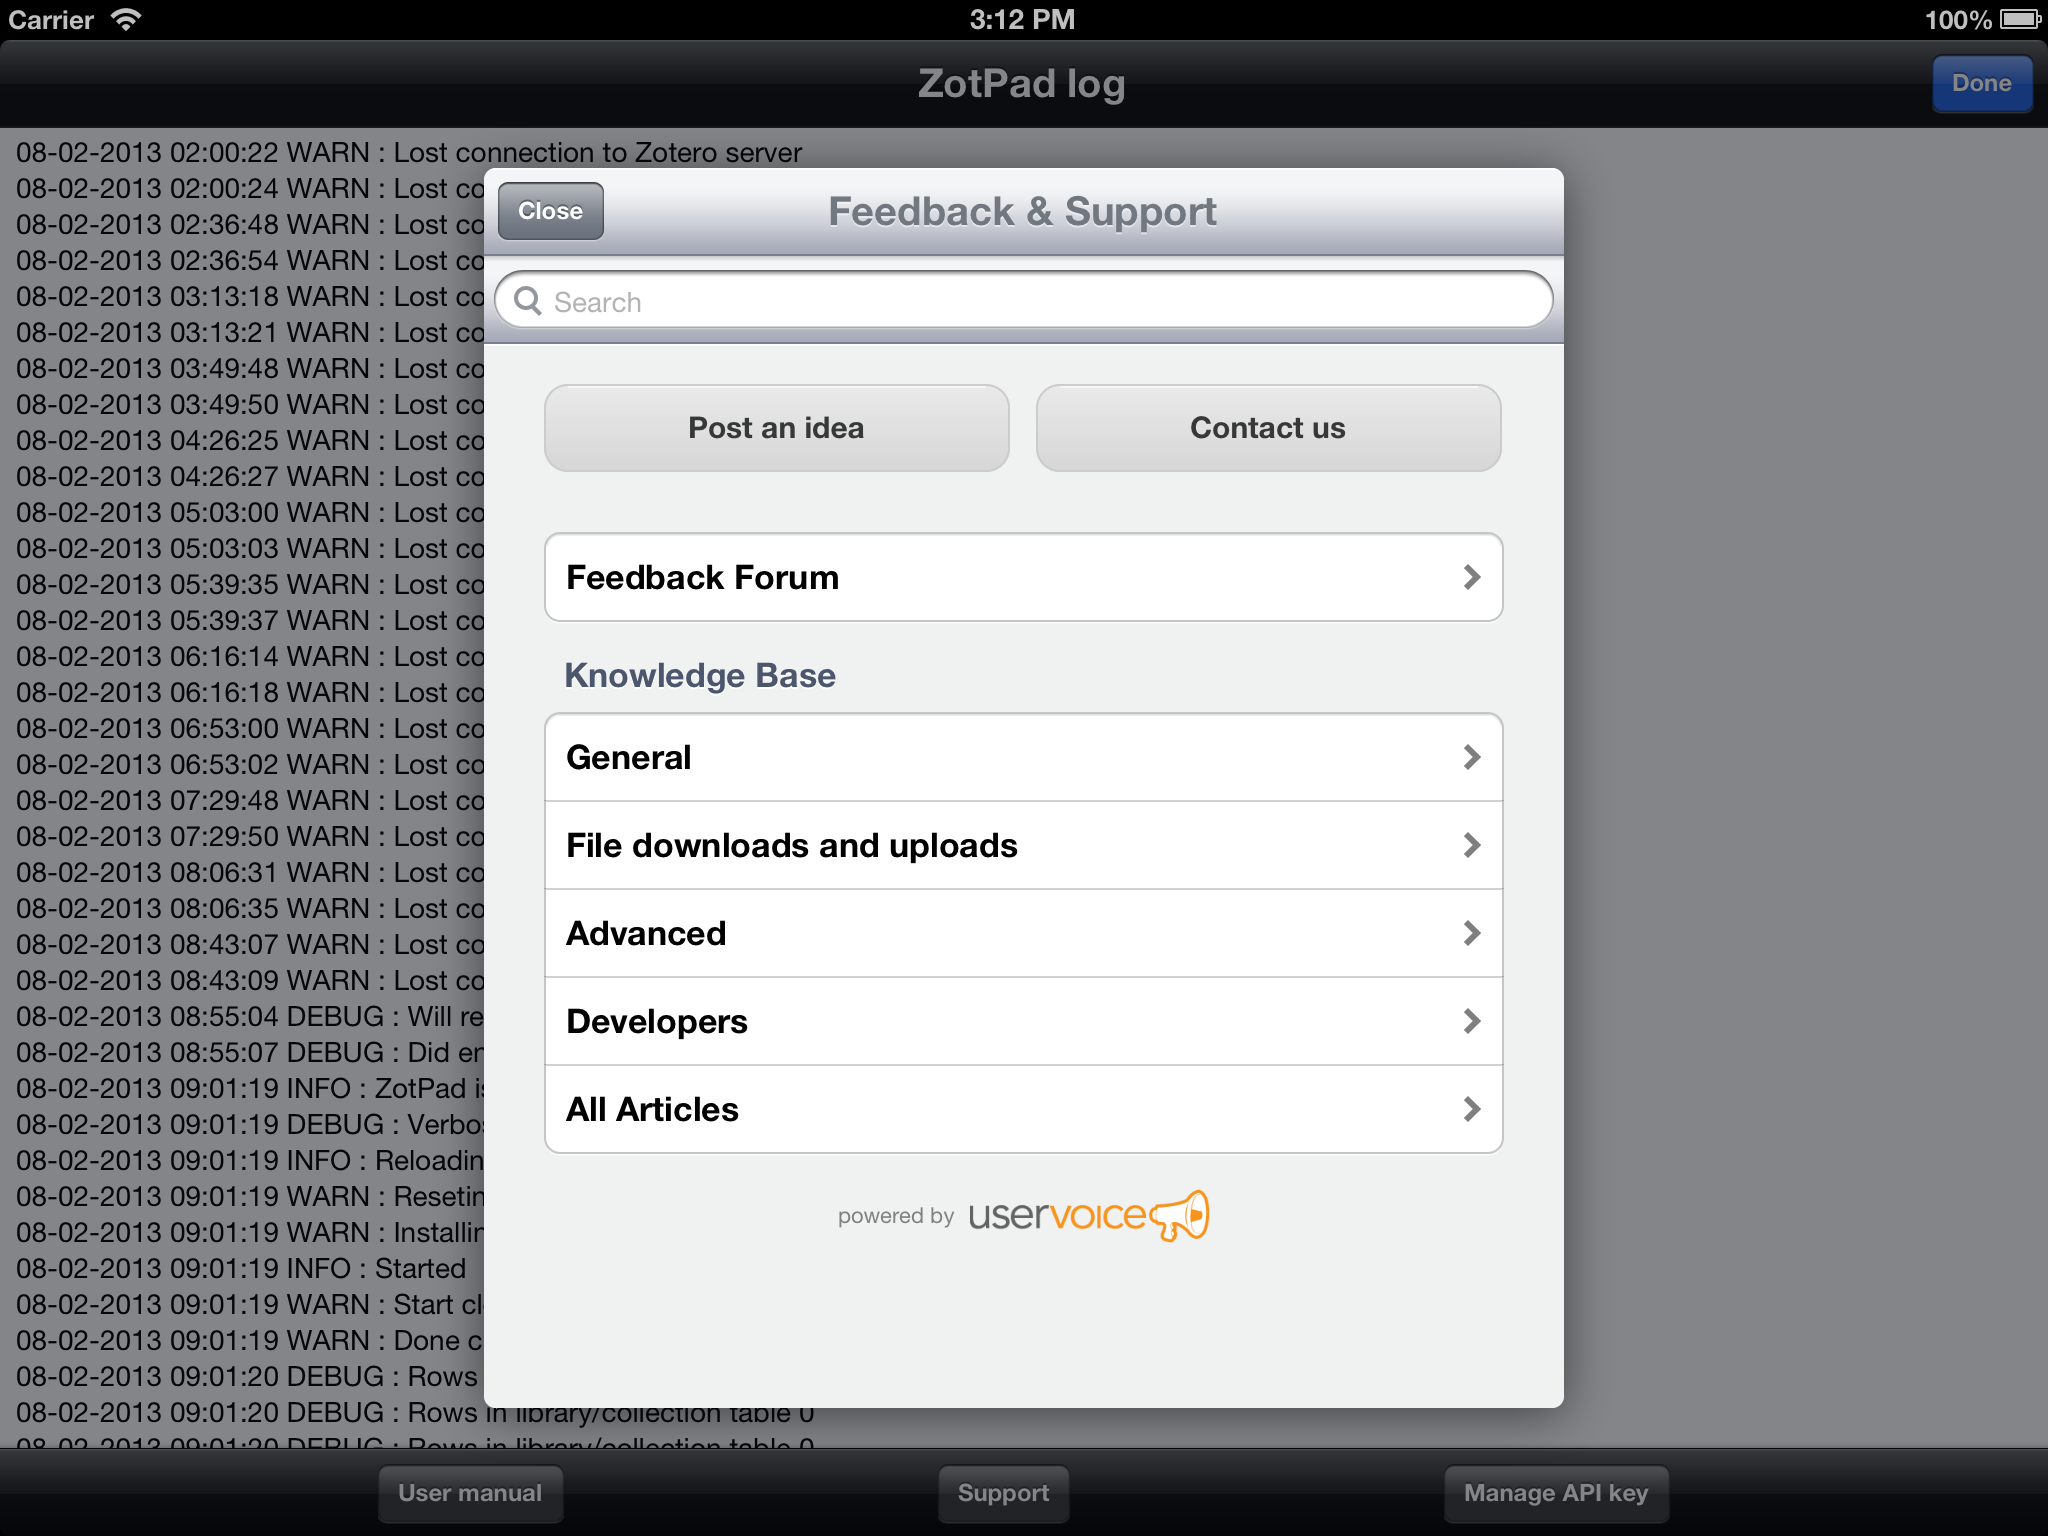 Carrier 3:12 PM 100%
ZotPad log Done
08-02-2013 02:00:22 WARN : Lost connection to Zotero server
08-02-2013 02:00:24 WARN : Lost co
08-02-2013 02:36:48 WARN : Lost co
08-02-2013 02:36:54 WARN : Lost co
08-02-2013 03:13:18 WARN : Lost co
08-02-2013 03:13:21 WARN : Lost co
08-02-2013 03:49:48 WARN : Lost co
08-02-2013 03:49:50 WARN : Lost co
08-02-2013 04:26:25 WARN : Lost co
08-02-2013 04:26:27 WARN : Lost co
08-02-2013 05:03:00 WARN : Lost co
08-02-2013 05:03:03 WARN : Lost co
08-02-2013 05:39:35 WARN : Lost co
08-02-2013 05:39:37 WARN : Lost co
08-02-2013 06:16:14 WARN : Lost co
08-02-2013 06:16:18 WARN : Lost co
08-02-2013 06:53:00 WARN : Lost co
08-02-2013 06:53:02 WARN : Lost co
08-02-2013 07:29:48 WARN : Lost co
08-02-2013 07:29:50 WARN : Lost co
08-02-2013 08:06:31 WARN : Lost co
08-02-2013 08:06:35 WARN : Lost co
08-02-2013 08:43:07 WARN : Lost co
08-02-2013 08:43:09 WARN : Lost co
08-02-2013 08:55:04 DEBUG : Will re
08-02-2013 08:55:07 DEBUG : Did en
08-02-2013 09:01:19 INFO : ZotPad is
08-02-2013 09:01:19 DEBUG : Verbos
08-02-2013 09:01:19 INFO : Reloadin
08-02-2013 09:01:19 WARN : Resetin
08-02-2013 09:01:19 WARN : Installin
08-02-2013 09:01:19 INFO : Started
08-02-2013 09:01:19 WARN : Start cl
08-02-2013 09:01:19 WARN : Done c
08-02-2013 09:01:20 DEBUG : Rows
08-02-2013 09:01:20 DEBUG : Rows in library/collection table 0
08-02-2013 09:01:20 DEBUG : Rows in library/collection table 0
Close Feedback & Support
Search
Post an idea Contact us
Feedback Forum
Knowledge Base
General
File downloads and uploads
Advanced
Developers
All Articles
powered by uservoice
User manual Support Manage API key